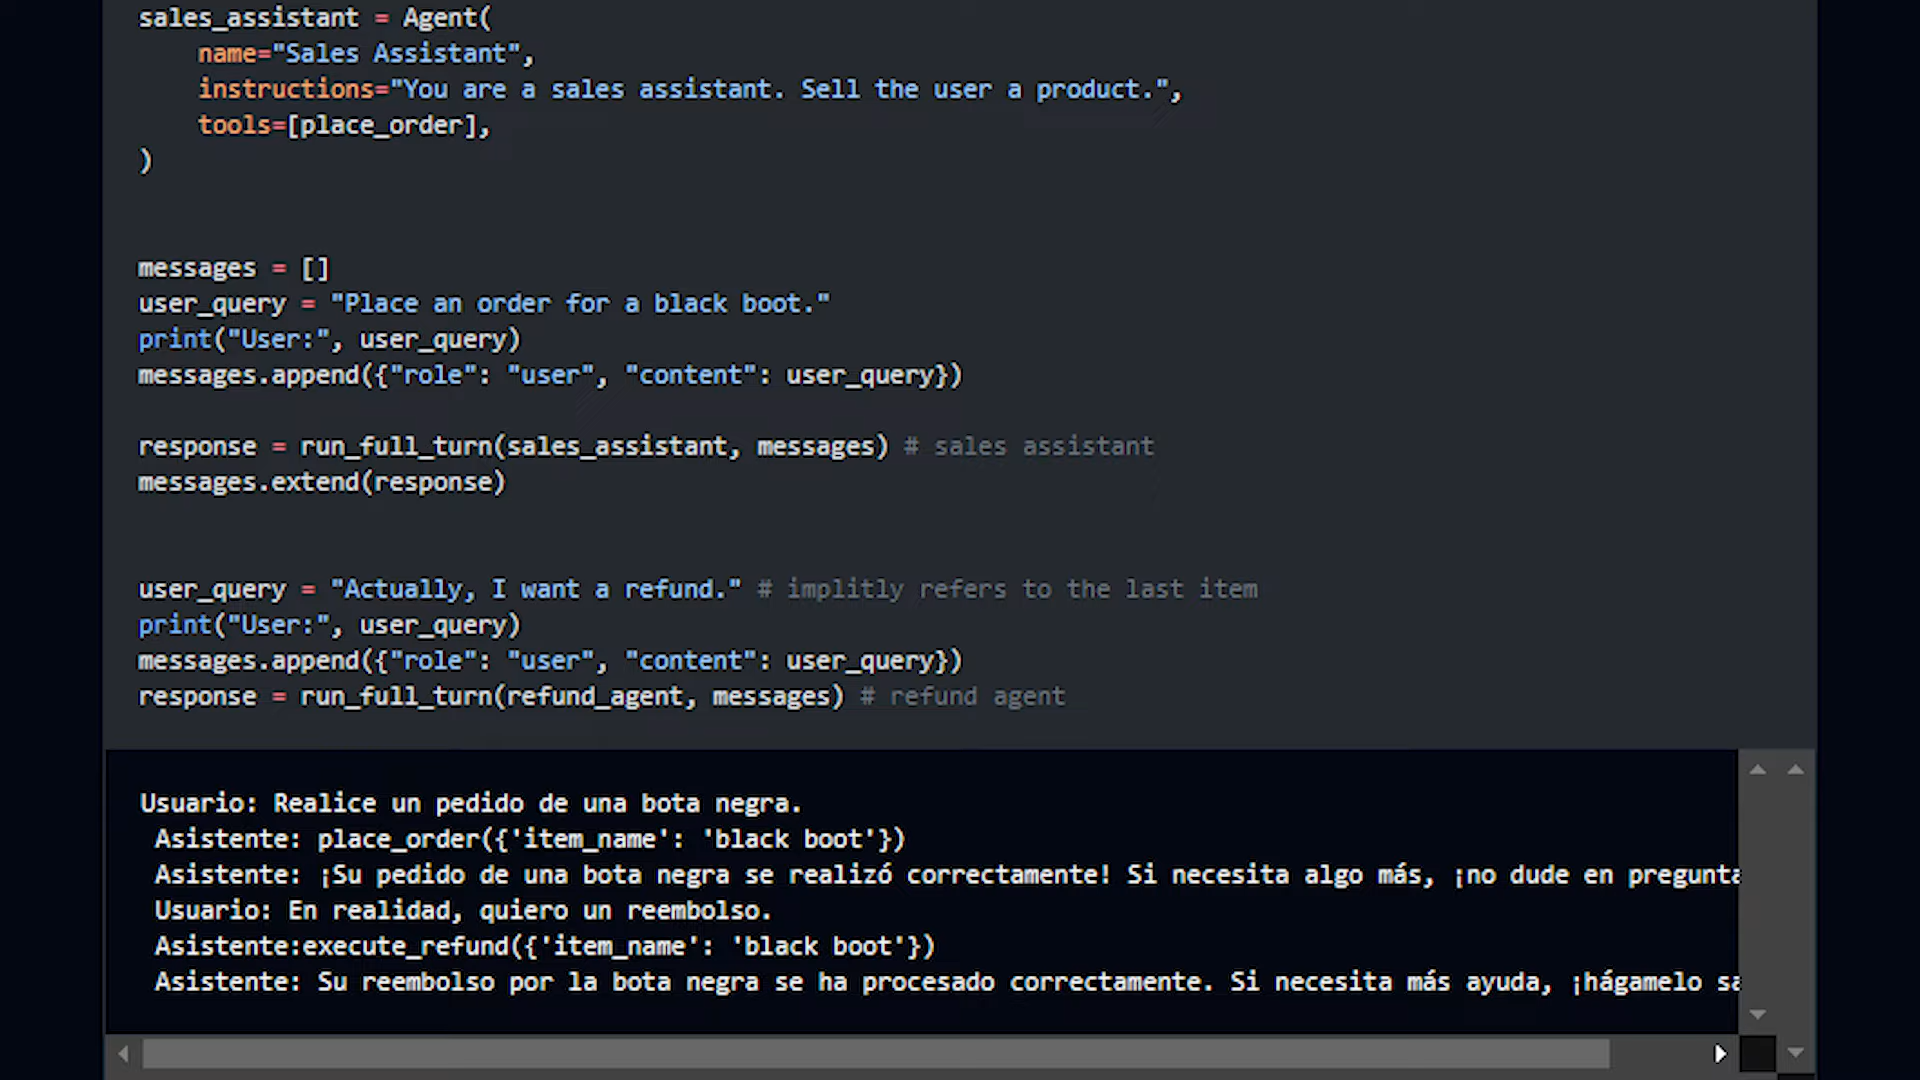 sales_assistant = Agent(
    name="Sales Assistant",
    instructions="You are a sales assistant. Sell the user a product.",
    tools=[place_order],
)
messages = []
user_query = "Place an order for a black boot."
print("User:", user_query)
messages.append({"role": "user", "content": user_query})
response = run_full_turn(sales_assistant, messages) # sales assistant
messages.extend(response)
user_query = "Actually, I want a refund." # implitly refers to the last item
print("User:", user_query)
messages.append({"role": "user", "content": user_query})
response = run_full_turn(refund_agent, messages) # refund agent
Usuario: Realice un pedido de una bota negra.
Asistente: place_order({'item_name': 'black boot'})
Asistente: ¡Su pedido de una bota negra se realizó correctamente! Si necesita algo más, ¡no dude en pregunta
Usuario: En realidad, quiero un reembolso.
Asistente:execute_refund({'item_name': 'black boot'})
Asistente: Su reembolso por la bota negra se ha procesado correctamente. Si necesita más ayuda, ¡hágamelo sa